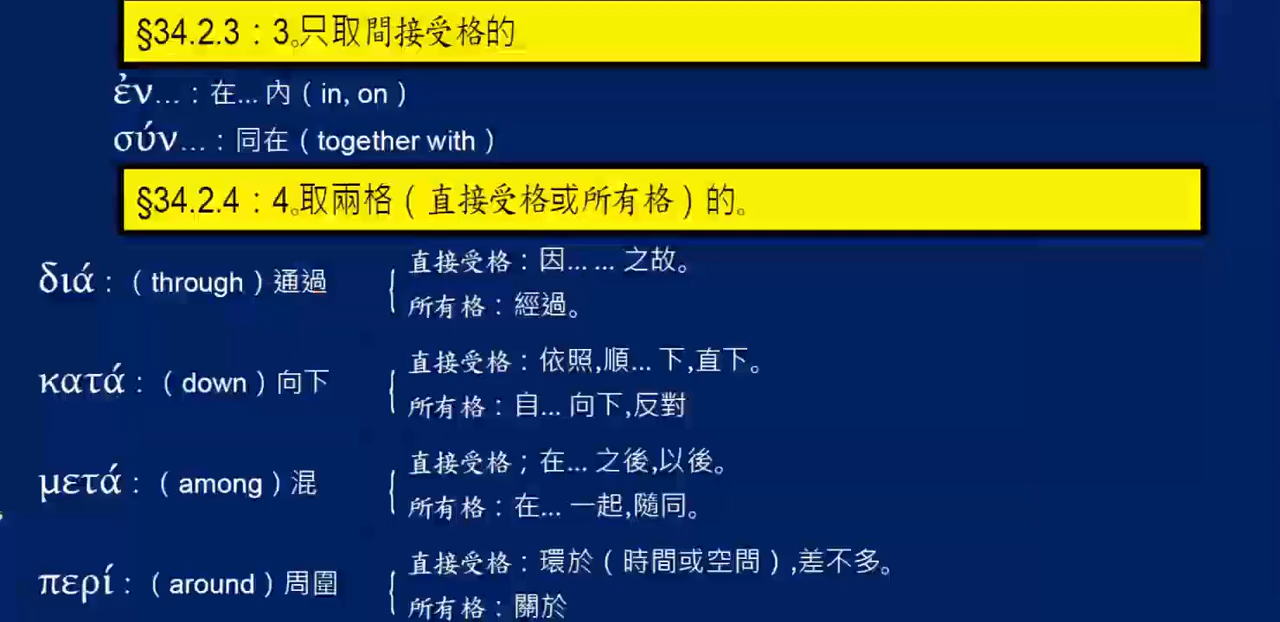 §34.2.3：3。只取間接受格的
ἐν…：在… 內（in, on）
σύν…：同在（together with）
§34.2.4：4。取兩格（直接受格或所有格）的。
διά：（through）通過
直接受格：因… … 之故。
所有格：經過。
κατά：（down）向下
直接受格：依照,順… 下,直下。
所有格：自… 向下,反對
μετά：（among）混
直接受格；在… 之後,以後。
所有格：在… 一起,隨同。
περί：（around）周圍
直接受格：環於（時間或空間）,差不多。
所有格：關於